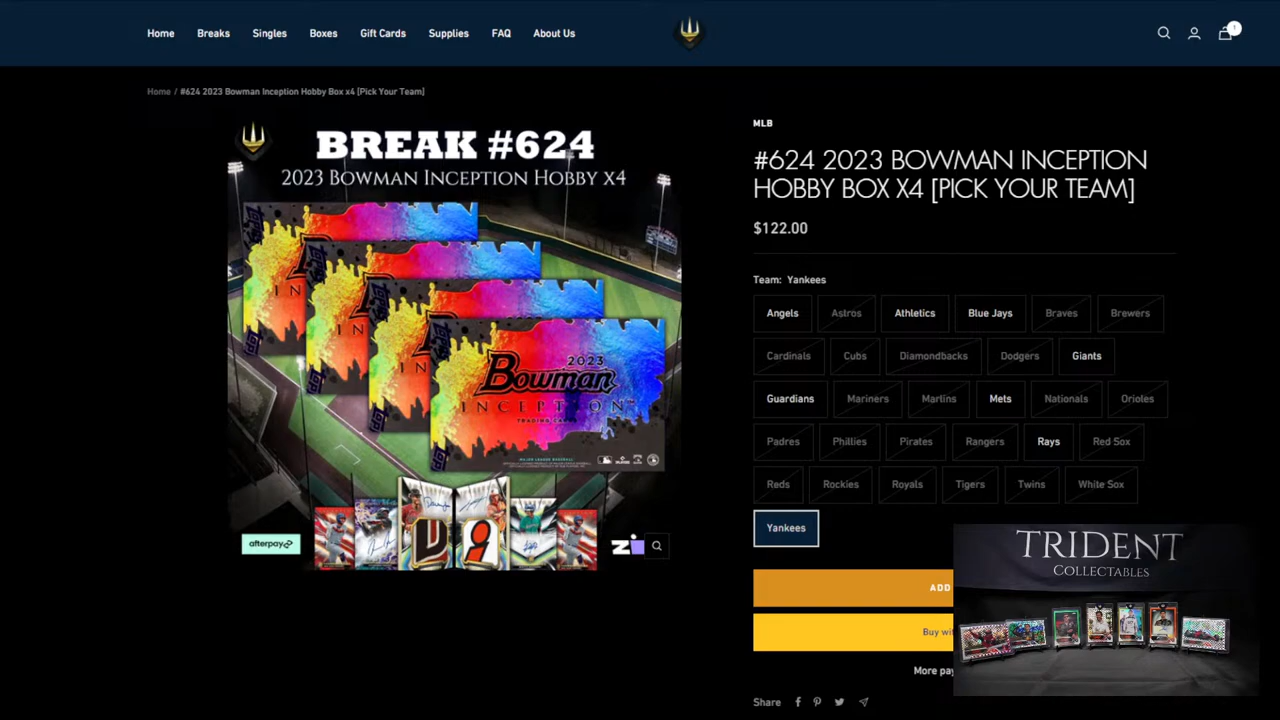 Home Breaks Singles Boxes Gift Cards Supplies FAQ About Us
1
Home / #624 2023 Bowman Inception Hobby Box x4 [Pick Your Team]
BREAK #624
2023 Bowman Inception Hobby x4
2023
Bowman
INCEPTION
TRADING CARDS
afterpay
zi
MLB
#624 2023 BOWMAN INCEPTION
HOBBY BOX X4 [PICK YOUR TEAM]
$122.00
Team: Yankees
Angels Astros Athletics Blue Jays Braves Brewers
Cardinals Cubs Diamondbacks Dodgers Giants
Guardians Mariners Marlins Mets Nationals Orioles
Padres Phillies Pirates Rangers Rays Red Sox
Reds Rockies Royals Tigers Twins White Sox
Yankees
ADD
Buy wi
More pay
Share
TRIDENT
COLLECTABLES